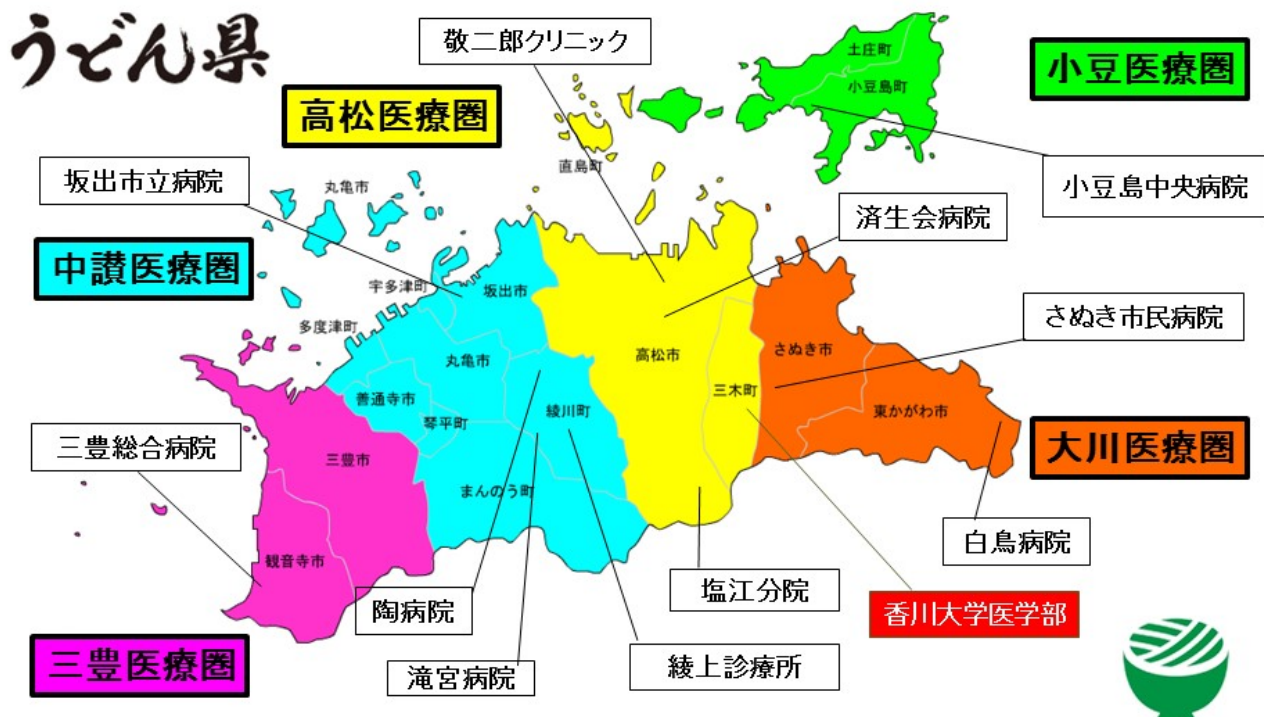 うどん県
敬二郎クリニック
土庄町
小豆島町
小豆医療圏
高松医療圏
直島町
坂出市立病院
丸亀市
小豆島中央病院
済生会病院
中讃医療圏
宇多津町
坂出市
多度津町
さぬき市民病院
丸亀市
高松市
さぬき市
善通寺市
三木町
琴平町
綾川町
東かがわ市
三豊総合病院
三豊市
大川医療圏
まんのう町
白鳥病院
観音寺市
陶病院
塩江分院
香川大学医学部
三豊医療圏
滝宮病院
綾上診療所